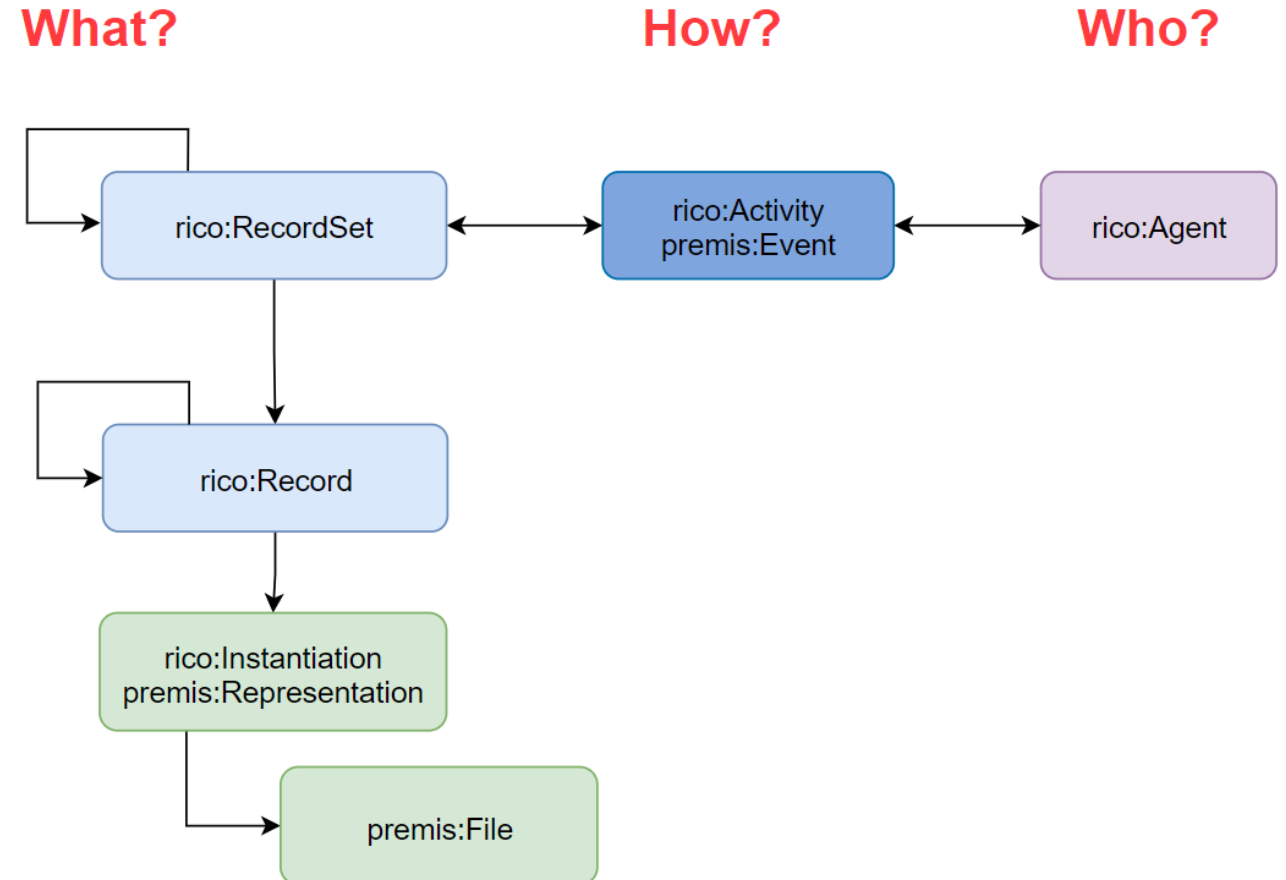 What?
How?
Who?
rico:RecordSet
rico:Activity
premis:Event
rico:Agent
rico:Record
rico:Instantiation
premis:Representation
premis:File